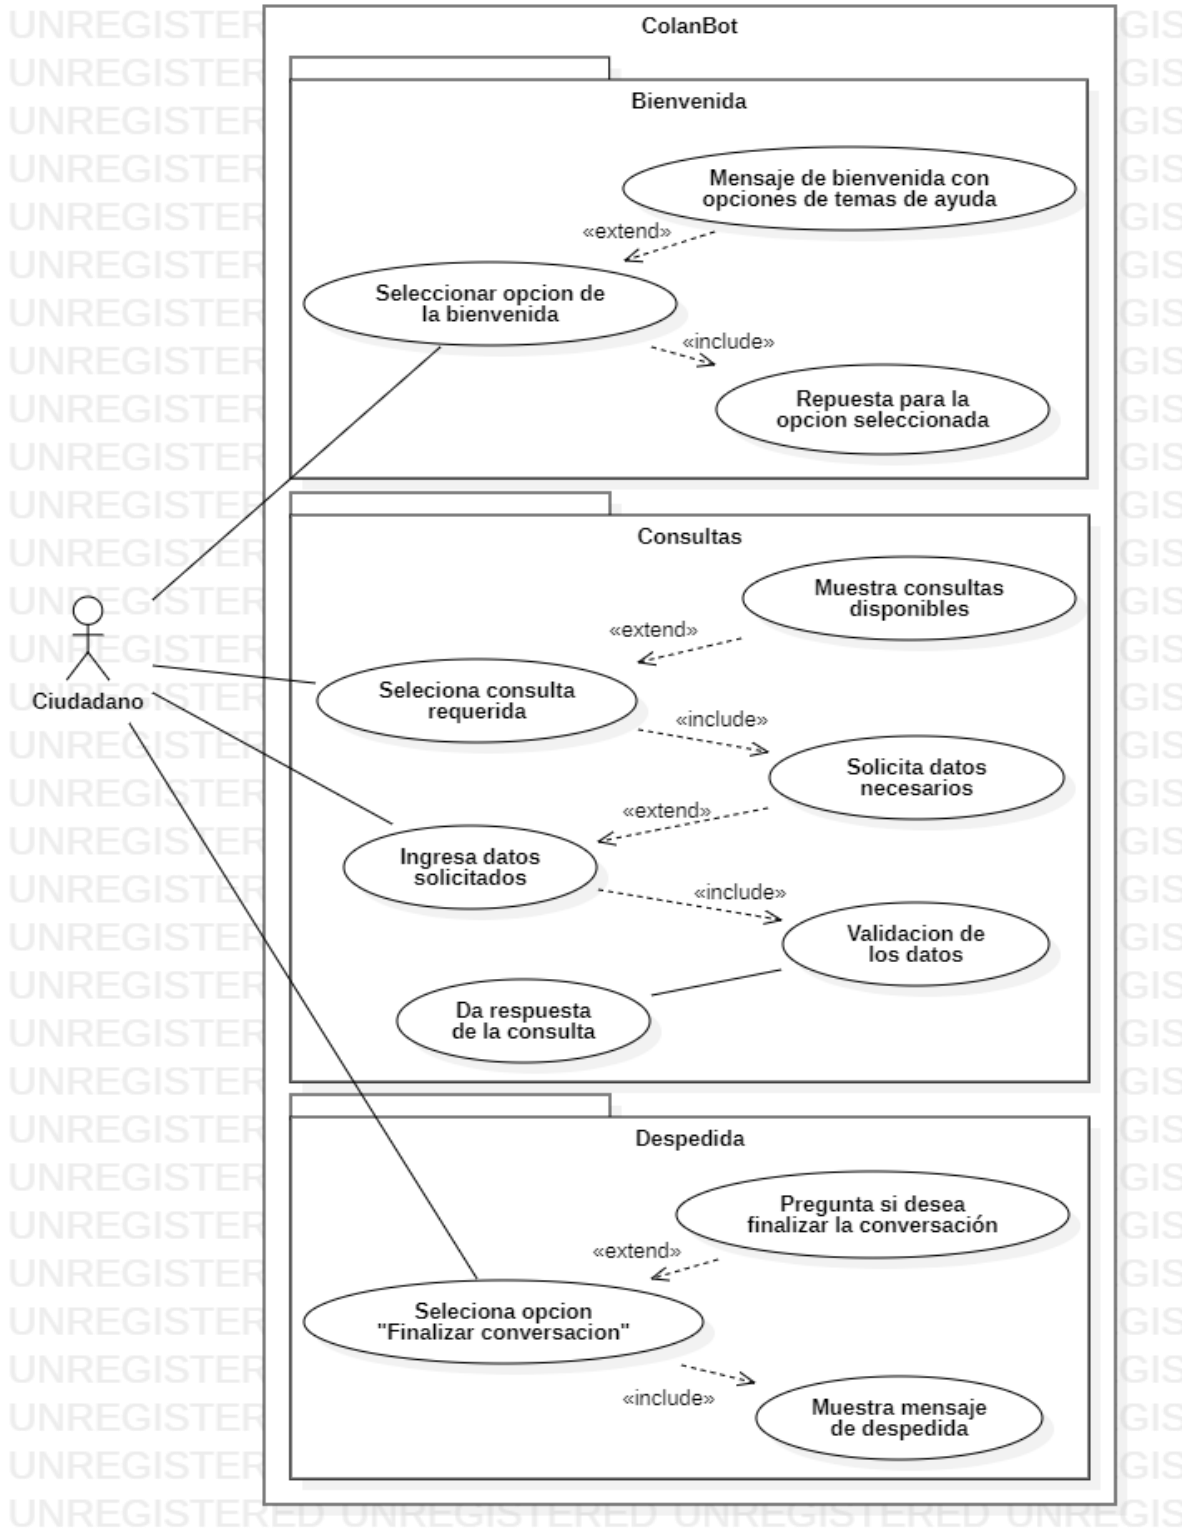 ColanBot
Bienvenida
Mensaje de bienvenida con
opciones de temas de ayuda
«extend»
Seleccionar opcion de
la bienvenida
«include»
Repuesta para la
opcion seleccionada
Consultas
Muestra consultas
disponibles
«extend»
Seleciona consulta
requerida
«include»
Solicita datos
necesarios
«extend»
Ingresa datos
solicitados
«include»
Validacion de
los datos
Da respuesta
de la consulta
Ciudadano
Despedida
Pregunta si desea
finalizar la conversación
«extend»
Seleciona opcion
"Finalizar conversacion"
«include»
Muestra mensaje
de despedida
UNREGISTERED UNREGISTERED UNREGIS